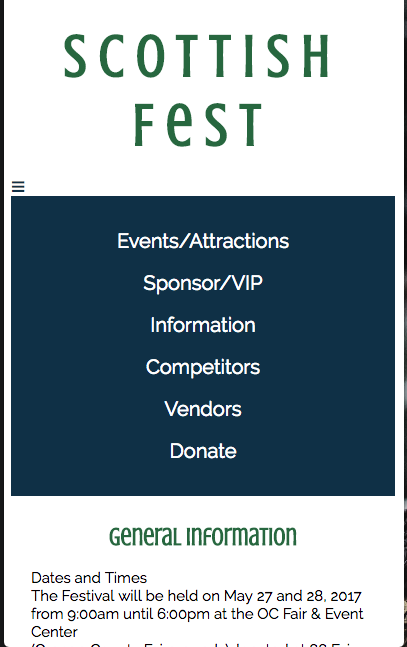 SCOTTISH
FeST
Events/Attractions
Sponsor/VIP
Information
Competitors
Vendors
Donate
General Information
Dates and Times
The Festival will be held on May 27 and 28, 2017
from 9:00am until 6:00pm at the OC Fair & Event
Center